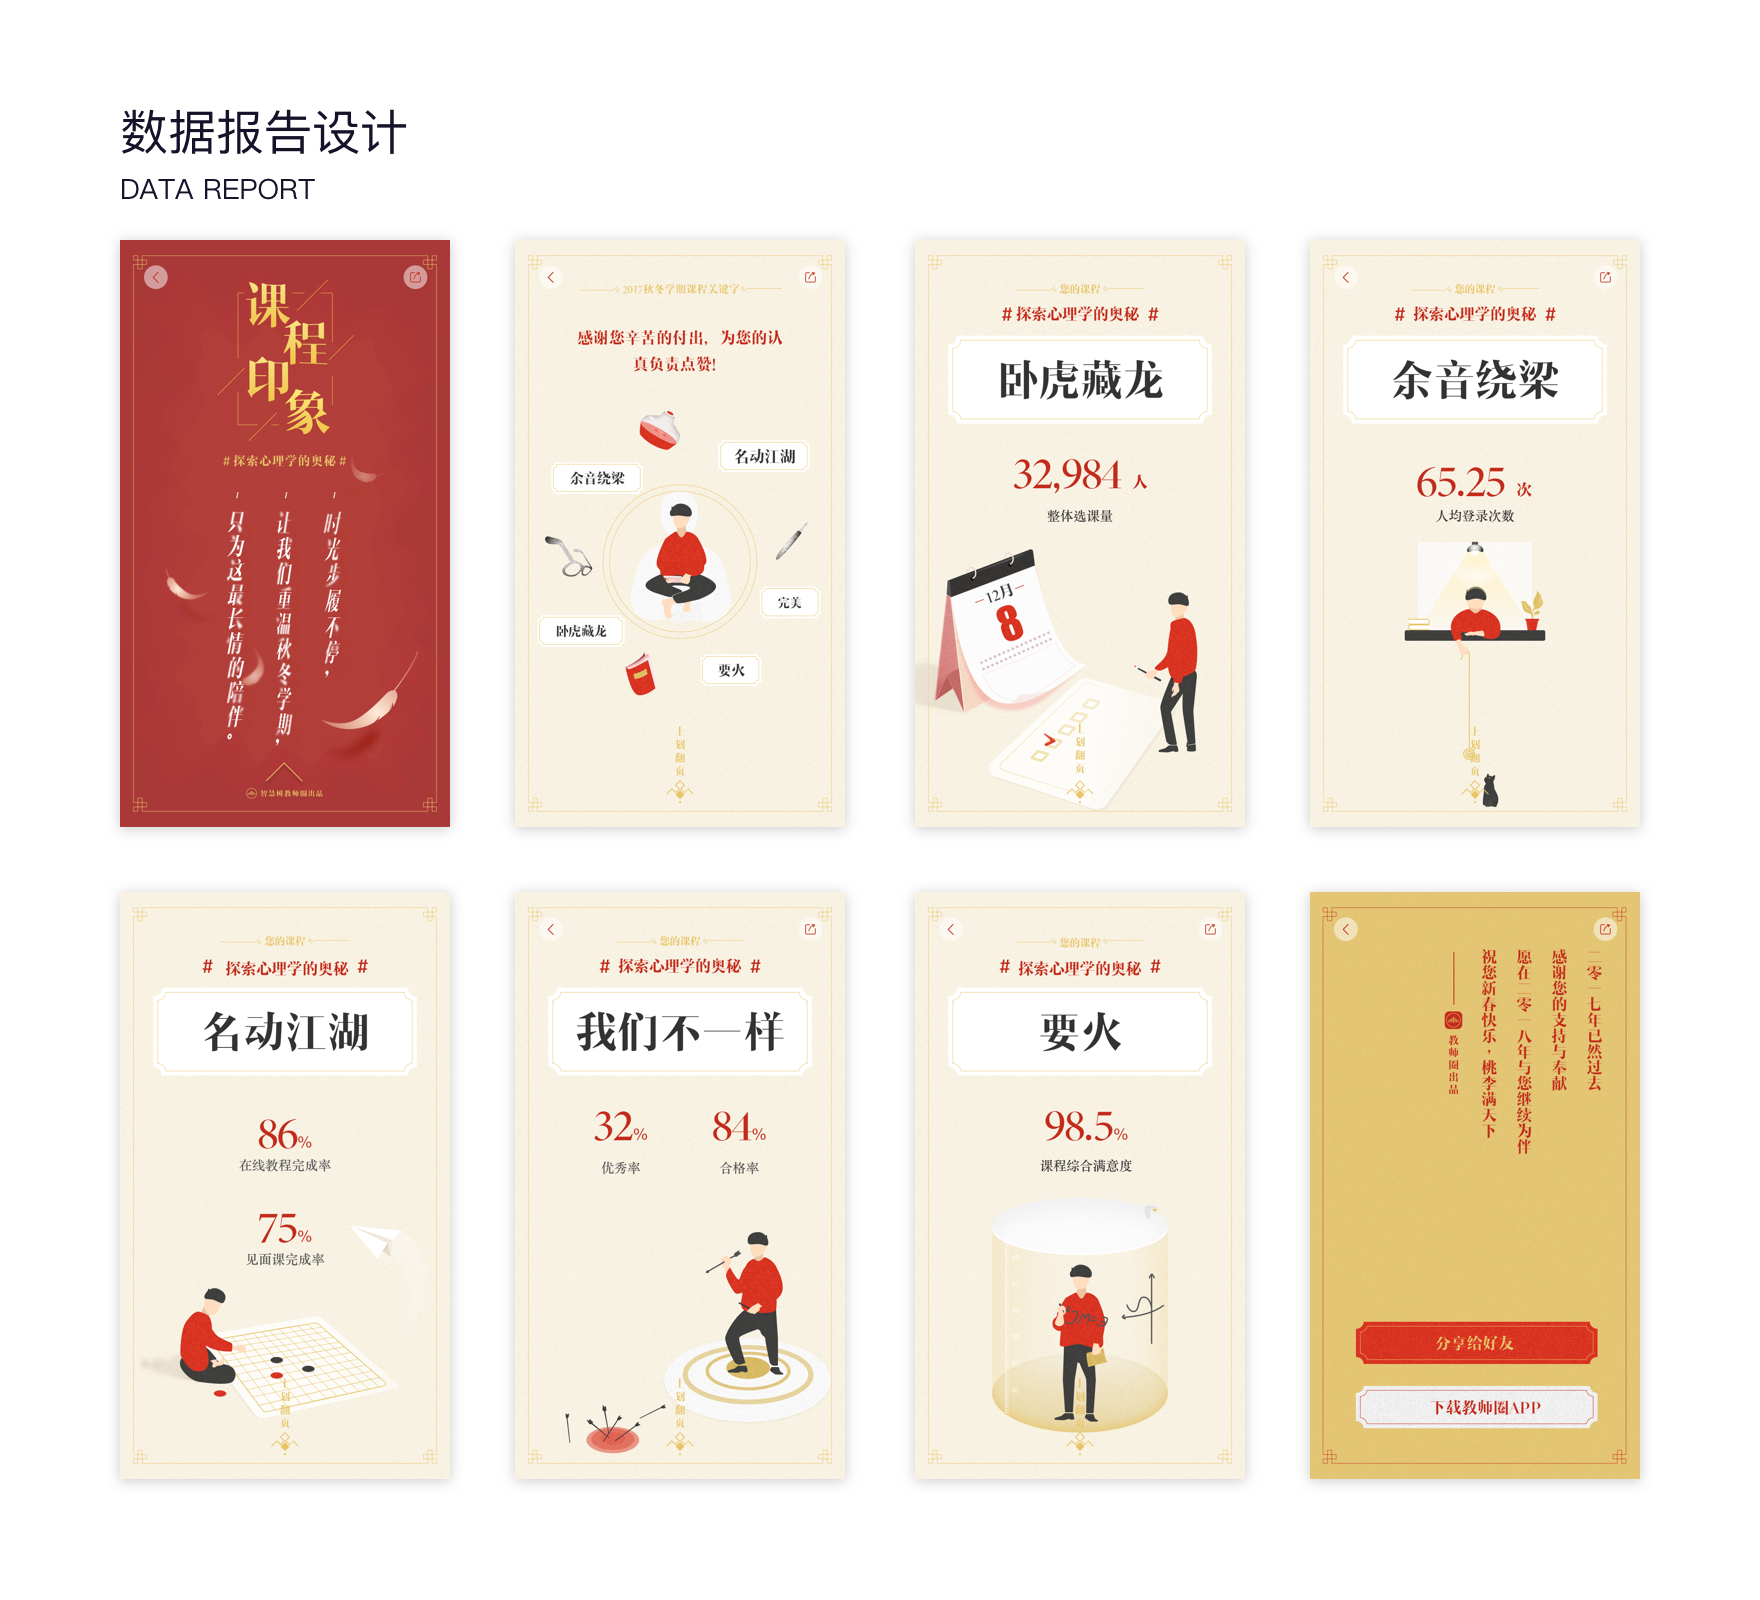 数据报告设计
DATA REPORT
课程印象
#探索心理学的奥秘#
时光步履不停，
让我们重温秋冬学期，
只为这最长情的陪伴。
智慧树教师圈出品
2017秋冬学期课程关键字
感谢您辛苦的付出，为您的认
真负责点赞!
名动江湖
余音绕梁
完美
卧虎藏龙
要火
上划翻页
您的课程
# 探索心理学的奥秘 #
卧虎藏龙
32,984 人
整体选课量
12月
8
上划翻页
您的课程
# 探索心理学的奥秘 #
余音绕梁
65.25 次
人均登录次数
上划翻页
您的课程
# 探索心理学的奥秘 #
名动江湖
86%
在线教程完成率
75%
见面课完成率
上划翻页
您的课程
# 探索心理学的奥秘 #
我们不一样
32% 84%
优秀率 合格率
上划翻页
您的课程
# 探索心理学的奥秘 #
要火
98.5%
课程综合满意度
上划翻页
二零一七年已然过去
感谢您的支持与奉献
愿在二零一八年与您继续为伴
祝您新春快乐，桃李满天下
教师圈出品
分享给好友
下载教师圈APP